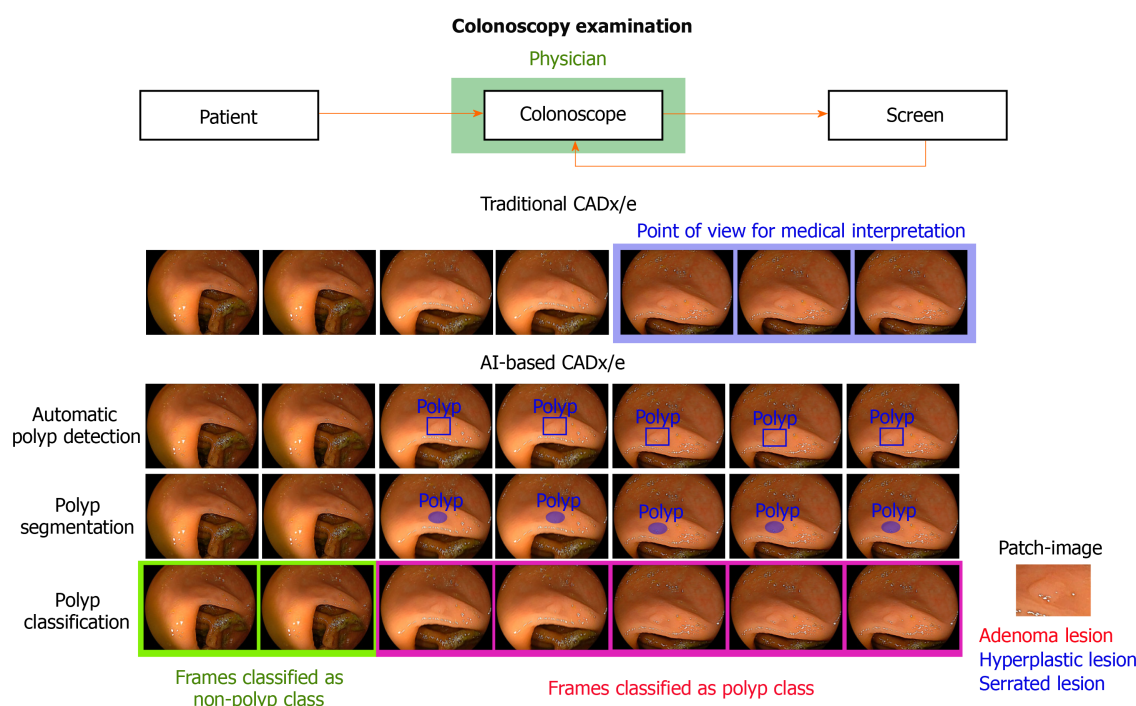 Colonoscopy examination
Physician
Patient
Colonoscope
Screen
Traditional CADx/e
Point of view for medical interpretation
AI-based CADx/e
Automatic
polyp detection
Polyp
Polyp
Polyp
Polyp
Polyp
Polyp
segmentation
Polyp
Polyp
Polyp
Polyp
Polyp
Polyp
classification
Patch-image
Adenoma lesion
Hyperplastic lesion
Serrated lesion
Frames classified as
non-polyp class
Frames classified as polyp class